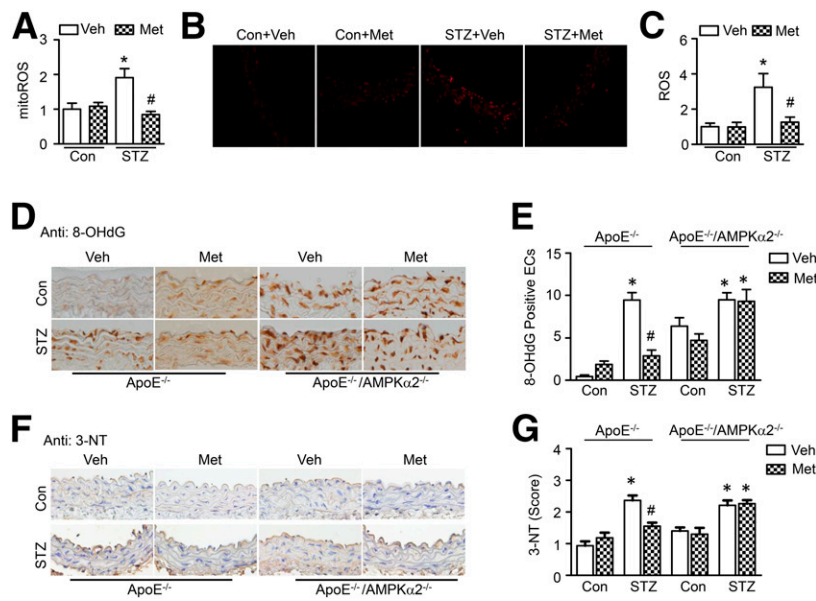 A
Veh
Met
mitoROS
3
2
1
0
*
#
Con
STZ
B
Con+Veh
Con+Met
STZ+Veh
STZ+Met
C
Veh
Met
ROS
6
4
2
0
*
#
Con
STZ
D
Anti: 8-OHdG
Veh
Met
Veh
Met
Con
STZ
ApoE-/-
ApoE-/-/AMPKα2-/-
E
ApoE-/-
ApoE-/-/AMPKα2-/-
Veh
Met
8-OHdG Positive ECs
15
10
5
0
*
#
*
*
Con
STZ
Con
STZ
F
Anti: 3-NT
Veh
Met
Veh
Met
Con
STZ
ApoE-/-
ApoE-/-/AMPKα2-/-
G
ApoE-/-
ApoE-/-/AMPKα2-/-
Veh
Met
3-NT (Score)
4
3
2
1
0
*
#
*
*
Con
STZ
Con
STZ